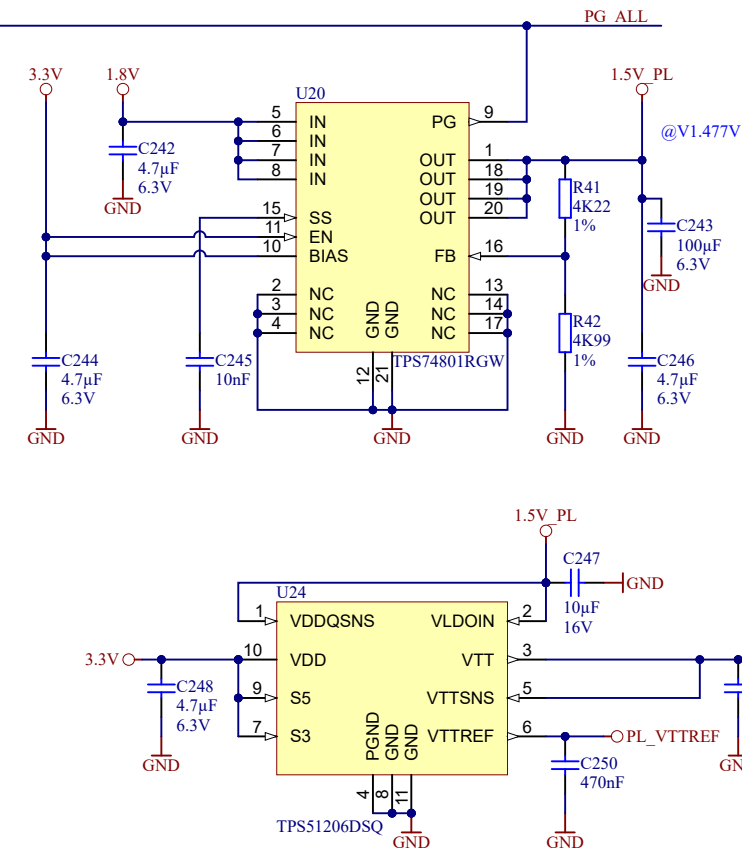 PG_ALL
3.3V
1.8V
1.5V_PL
U20
@V1.477V
5 IN
6 IN
7 IN
8 IN
PG 9
OUT 1
OUT 18
OUT 19
OUT 20
C242
4.7µF
6.3V
GND
15 SS
11 EN
10 BIAS
FB 16
R41
4K22
1%
C243
100µF
6.3V
GND
2 NC
3 NC
4 NC
GND
GND
NC 13
NC 14
NC 17
R42
4K99
1%
TPS74801RGW
12
21
C244
4.7µF
6.3V
C245
10nF
C246
4.7µF
6.3V
GND
GND
GND
GND
GND
1.5V_PL
C247
10µF
16V
GND
U24
1 VDDQSNS
VLDOIN 2
3.3V
10 VDD
VTT 3
9 S5
VTTSNS 5
7 S3
VTTREF 6
PL_VTTREF
C248
4.7µF
6.3V
GND
PGND
GND
GND
4
8
11
C250
470nF
TPS51206DSQ
GND
GND